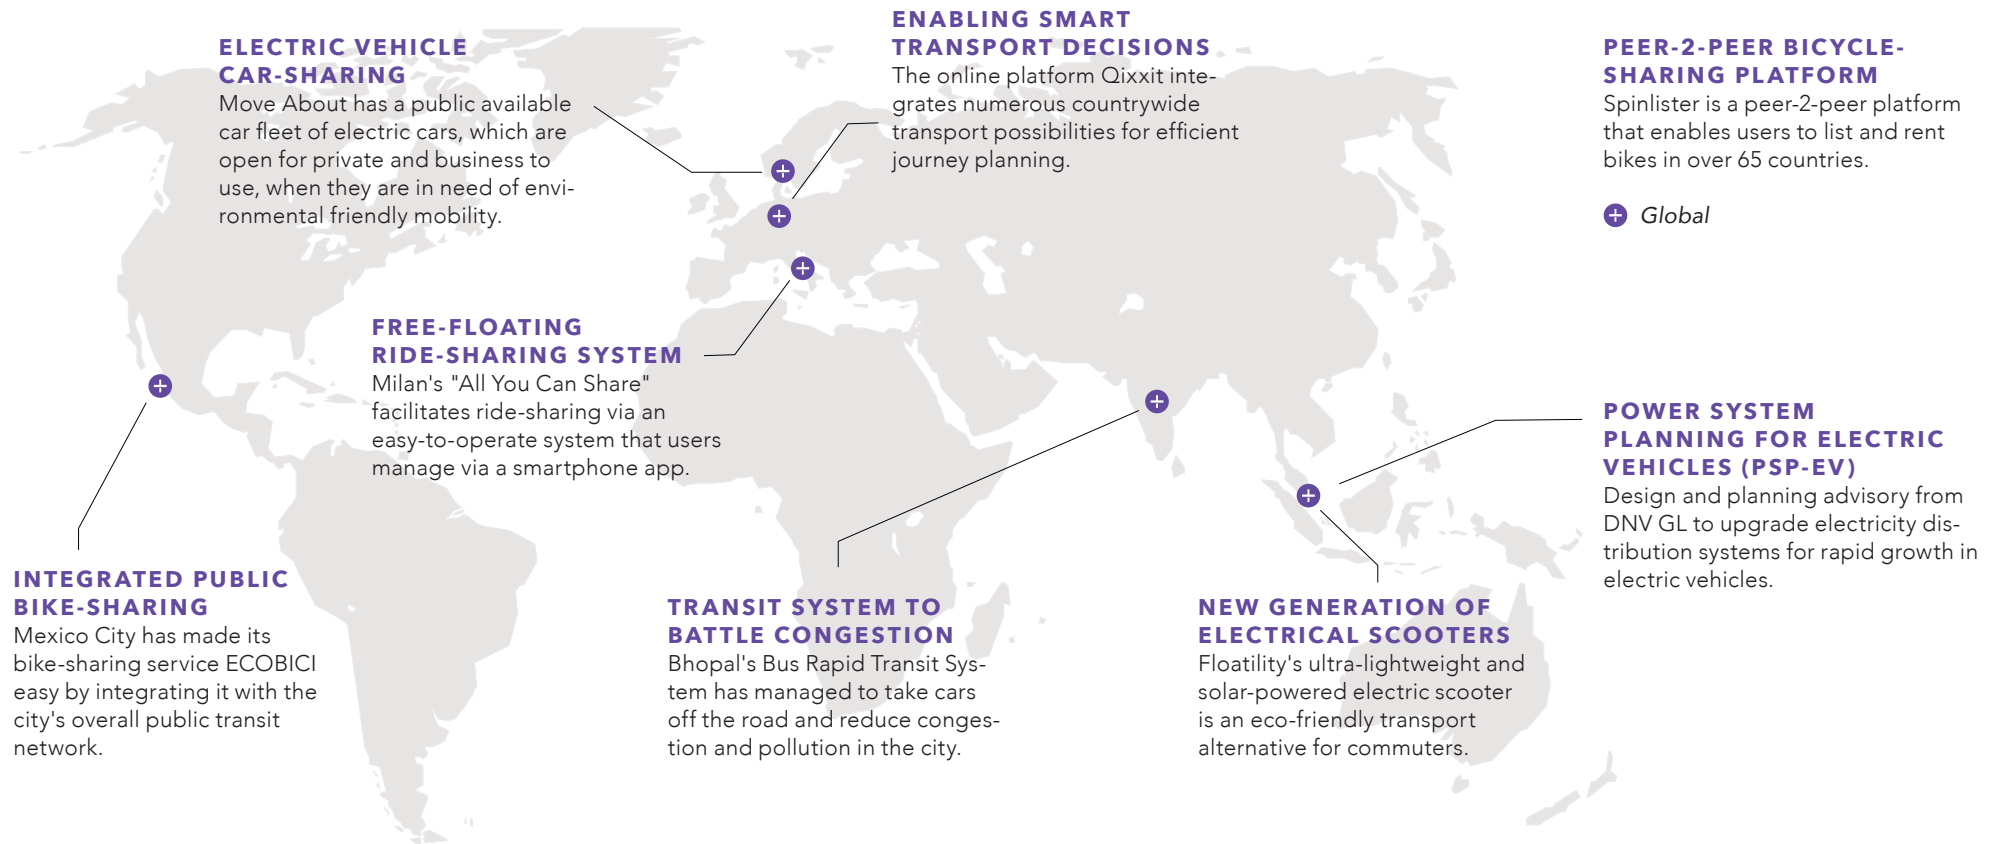 ELECTRIC VEHICLE
CAR-SHARING
Move About has a public available
car fleet of electric cars, which are
open for private and business to
use, when they are in need of envi-
ronmental friendly mobility.
ENABLING SMART
TRANSPORT DECISIONS
The online platform Qixxit inte-
grates numerous countrywide
transport possibilities for efficient
journey planning.
PEER-2-PEER BICYCLE-
SHARING PLATFORM
Spinlister is a peer-2-peer platform
that enables users to list and rent
bikes in over 65 countries.
Global
FREE-FLOATING
RIDE-SHARING SYSTEM
Milan's "All You Can Share"
facilitates ride-sharing via an
easy-to-operate system that users
manage via a smartphone app.
POWER SYSTEM
PLANNING FOR ELECTRIC
VEHICLES (PSP-EV)
Design and planning advisory from
DNV GL to upgrade electricity dis-
tribution systems for rapid growth in
electric vehicles.
INTEGRATED PUBLIC
BIKE-SHARING
Mexico City has made its
bike-sharing service ECOBICI
easy by integrating it with the
city's overall public transit
network.
TRANSIT SYSTEM TO
BATTLE CONGESTION
Bhopal's Bus Rapid Transit Sys-
tem has managed to take cars
off the road and reduce conges-
tion and pollution in the city.
NEW GENERATION OF
ELECTRICAL SCOOTERS
Floatility's ultra-lightweight and
solar-powered electric scooter
is an eco-friendly transport
alternative for commuters.